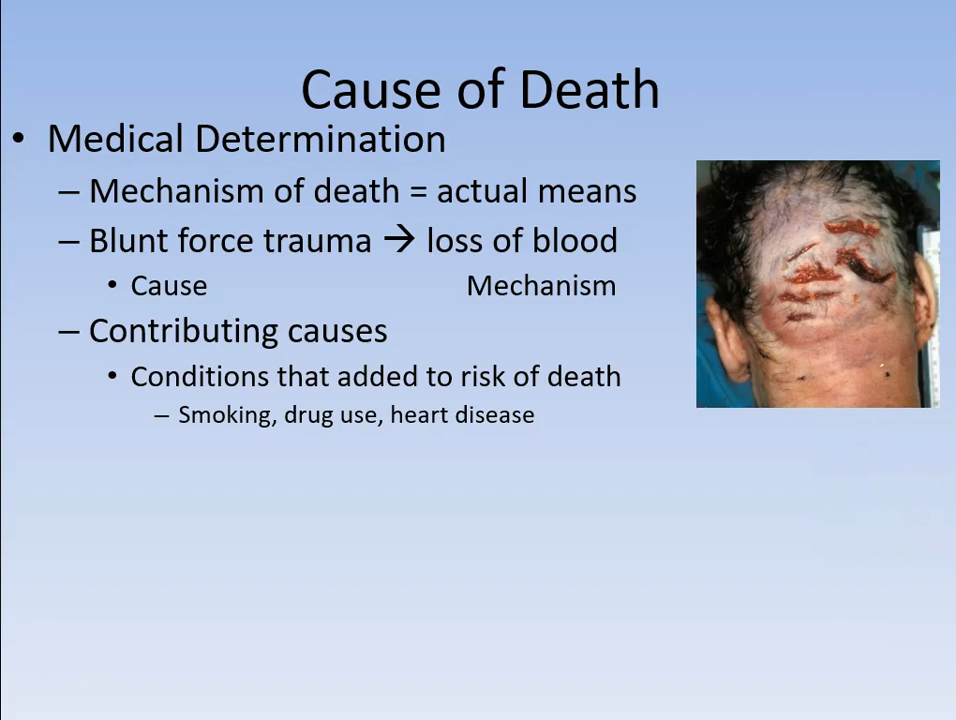 Cause of Death
• Medical Determination
– Mechanism of death = actual means
– Blunt force trauma → loss of blood
• Cause Mechanism
– Contributing causes
• Conditions that added to risk of death
– Smoking, drug use, heart disease